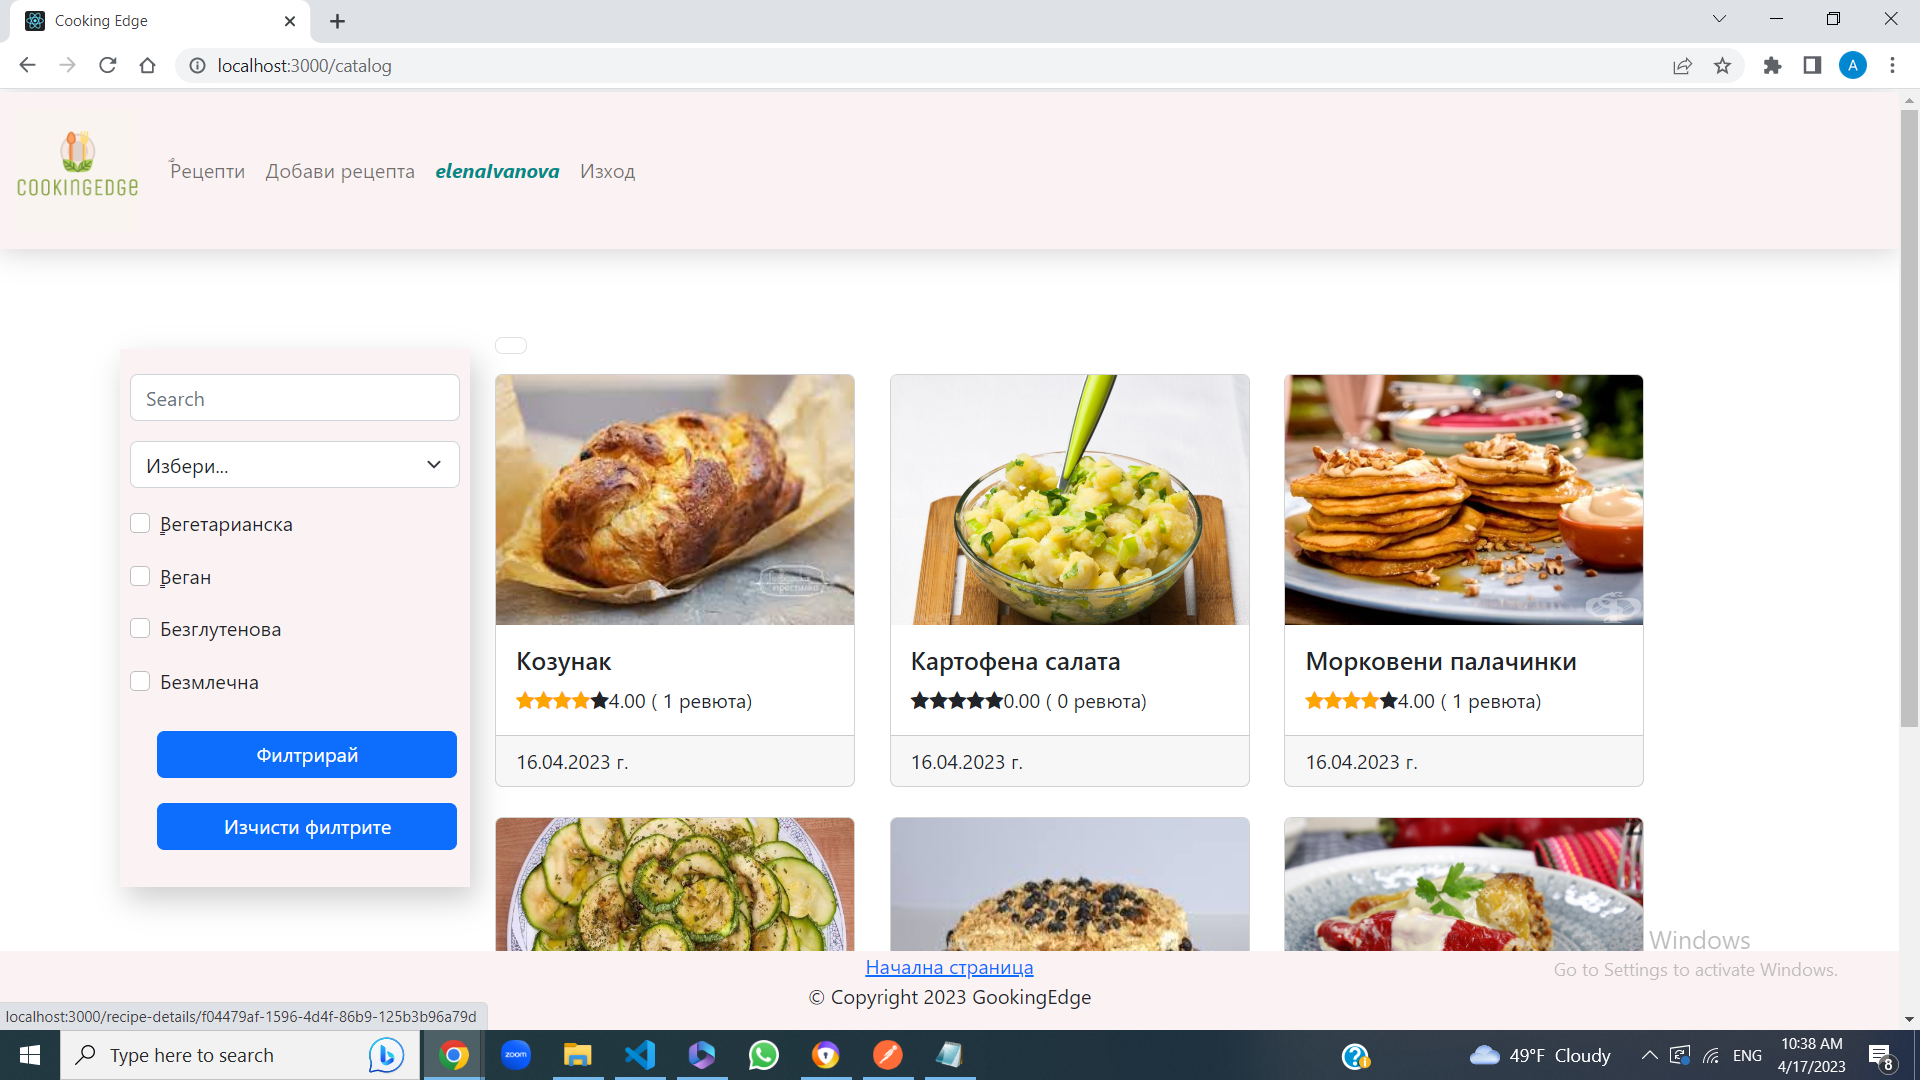 Cooking Edge
localhost:3000/catalog
A
COOKINGEDGE
Рецепти Добави рецепта elenaIvanova Изход
Search
Избери...
Вегетарианска
Веган
Безглутенова
Безмлечна
Филтрирай
Изчисти филтрите
Козунак
4.00 ( 1 ревюта)
16.04.2023 г.
Картофена салата
0.00 ( 0 ревюта)
16.04.2023 г.
Морковени палачинки
4.00 ( 1 ревюта)
16.04.2023 г.
Windows
Go to Settings to activate Windows.
Начална страница
© Copyright 2023 GookingEdge
localhost:3000/recipe-details/f04479af-1596-4d4f-86b9-125b3b96a79d
Type here to search
zoom
49°F Cloudy
ENG
10:38 AM
4/17/2023
8